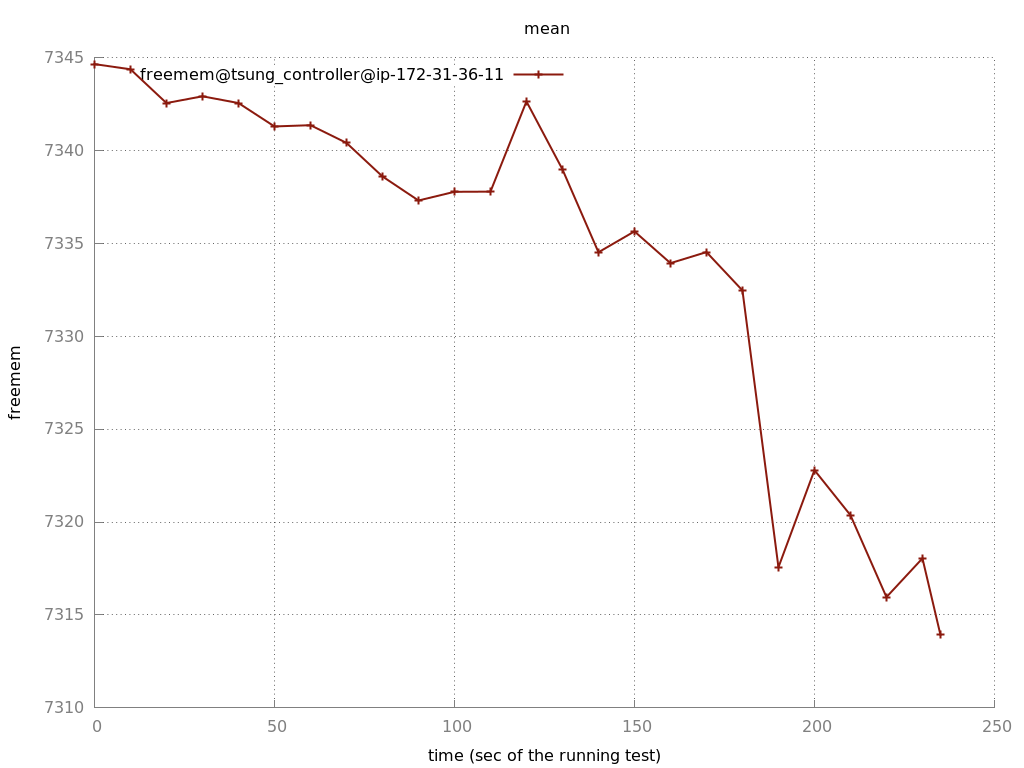 mean
freemem@tsung_controller@ip-172-31-36-11
7345
7340
7335
7330
7325
7320
7315
7310
freemem
0 50 100 150 200 250
time (sec of the running test)